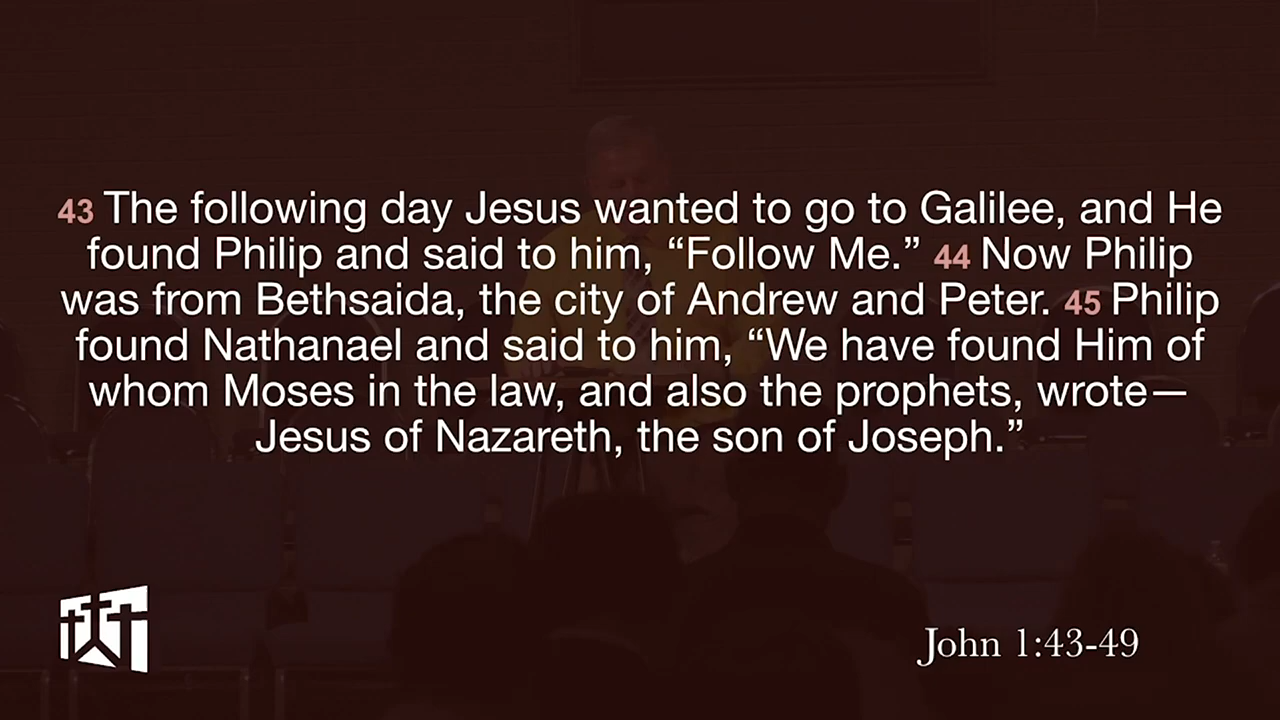 43 The following day Jesus wanted to go to Galilee, and He
found Philip and said to him, “Follow Me.” 44 Now Philip
was from Bethsaida, the city of Andrew and Peter. 45 Philip
found Nathanael and said to him, “We have found Him of
whom Moses in the law, and also the prophets, wrote—
Jesus of Nazareth, the son of Joseph.”
John 1:43-49